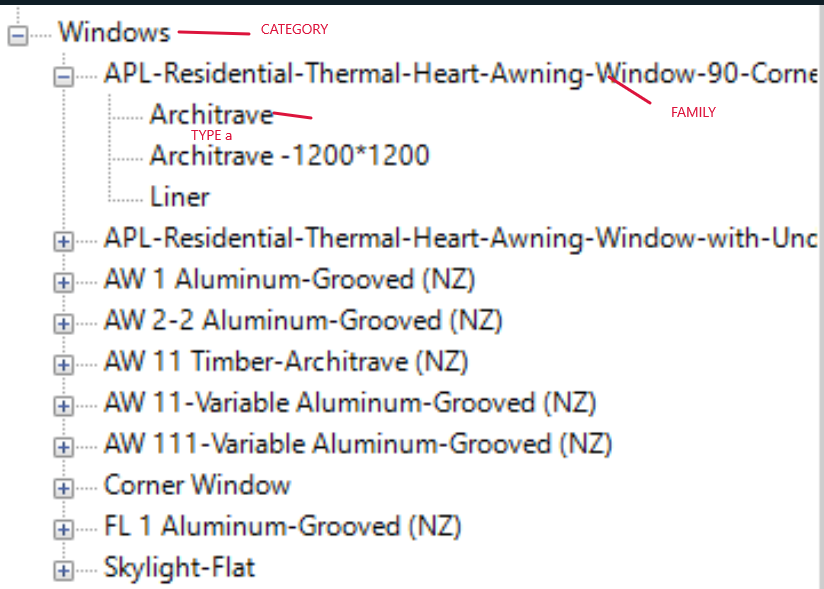 Windows CATEGORY
APL-Residential-Thermal-Heart-Awning-Window-90-Corne
FAMILY
Architrave
TYPE a
Architrave -1200*1200
Liner
APL-Residential-Thermal-Heart-Awning-Window-with-Unc
AW 1 Aluminum-Grooved (NZ)
AW 2-2 Aluminum-Grooved (NZ)
AW 11 Timber-Architrave (NZ)
AW 11-Variable Aluminum-Grooved (NZ)
AW 111-Variable Aluminum-Grooved (NZ)
Corner Window
FL 1 Aluminum-Grooved (NZ)
Skylight-Flat